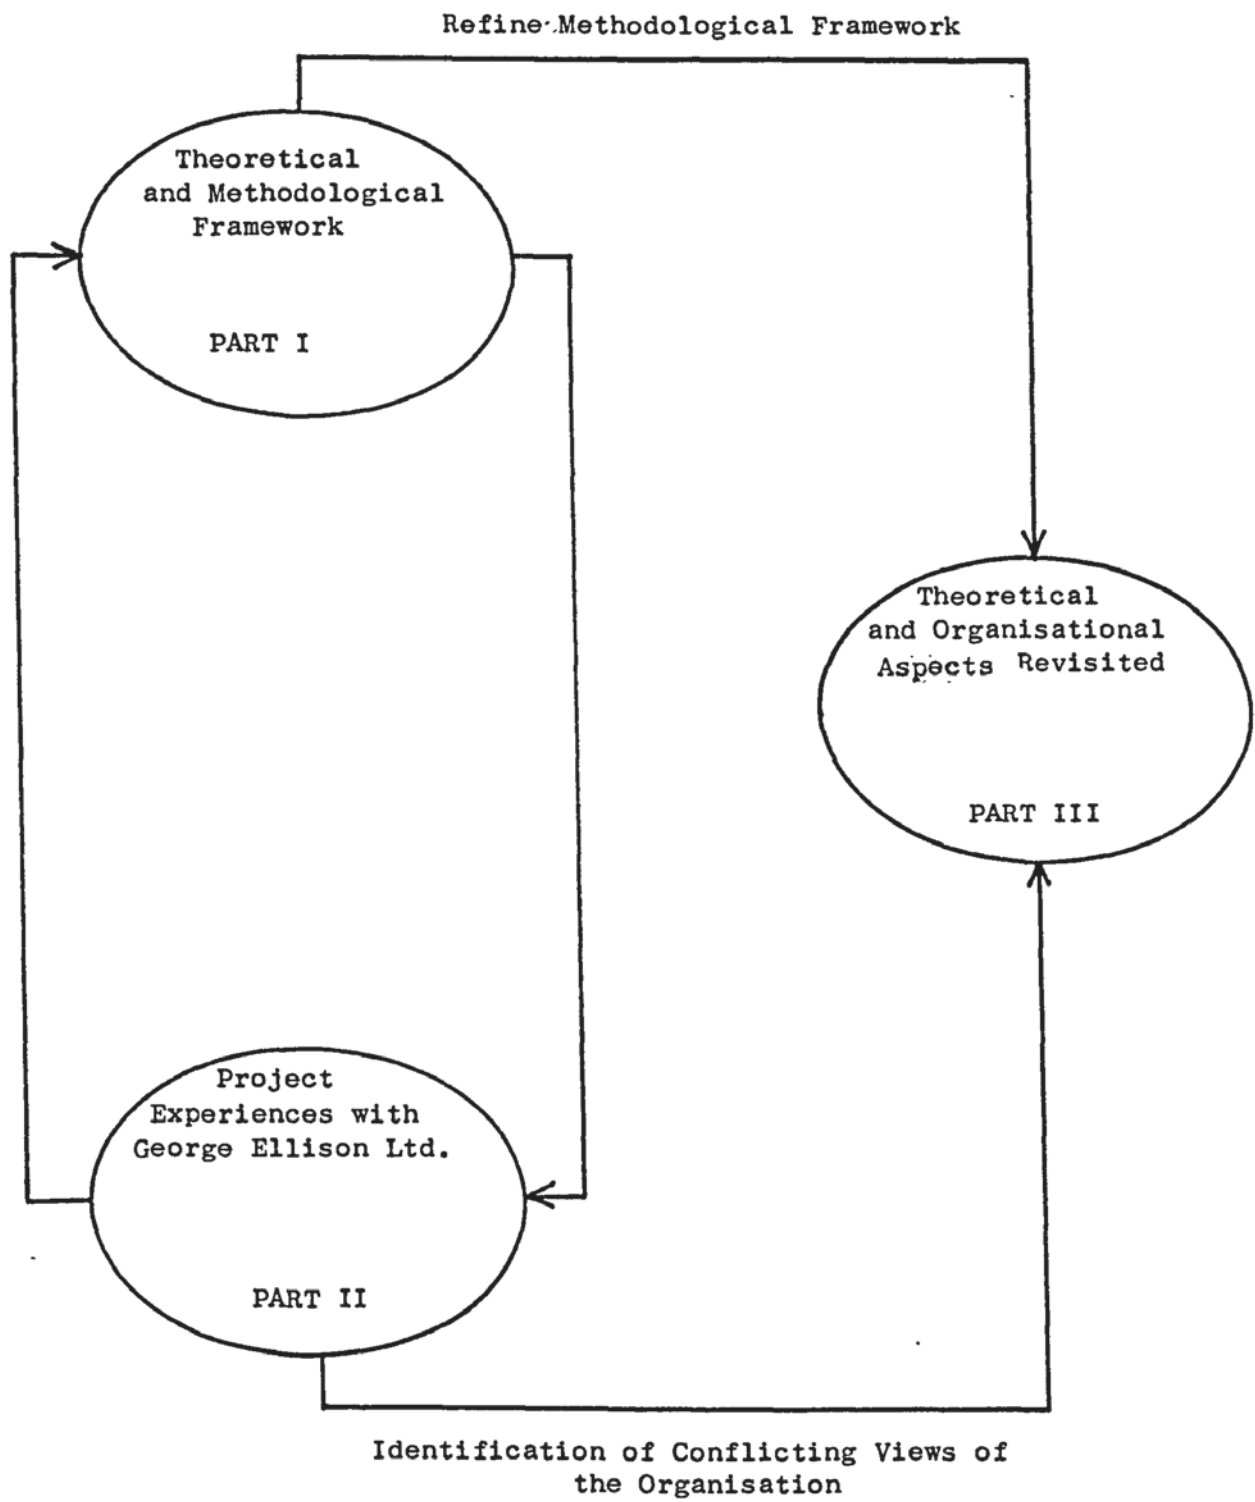 Refine Methodological Framework
Theoretical
and Methodological
Framework
PART I
Theoretical
and Organisational
Aspects Revisited
PART III
Project
Experiences with
George Ellison Ltd.
PART II
Identification of Conflicting Views of
the Organisation